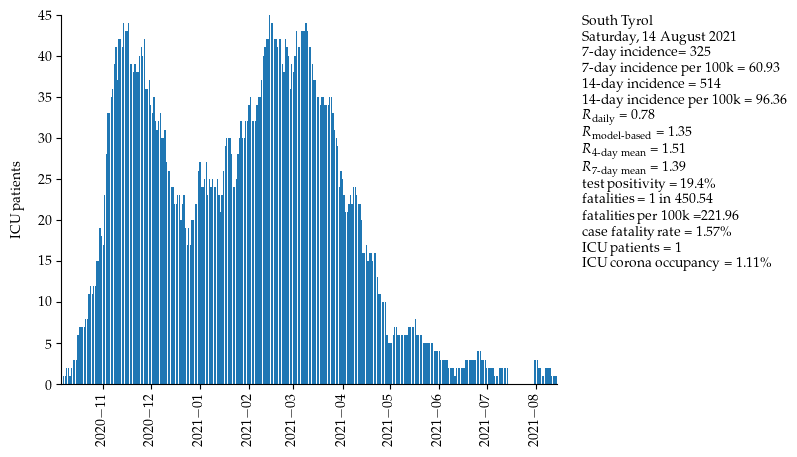 South Tyrol
Saturday, 14 August 2021
7-day incidence= 325
7-day incidence per 100k = 60.93
14-day incidence = 514
14-day incidence per 100k = 96.36
R_daily = 0.78
R_model-based = 1.35
R_4-day mean = 1.51
R_7-day mean = 1.39
test positivity = 19.4%
fatalities = 1 in 450.54
fatalities per 100k =221.96
case fatality rate = 1.57%
ICU patients = 1
ICU corona occupancy = 1.11%
ICU patients
45
40
35
30
25
20
15
10
5
0
2020−11
2020−12
2021−01
2021−02
2021−03
2021−04
2021−05
2021−06
2021−07
2021−08